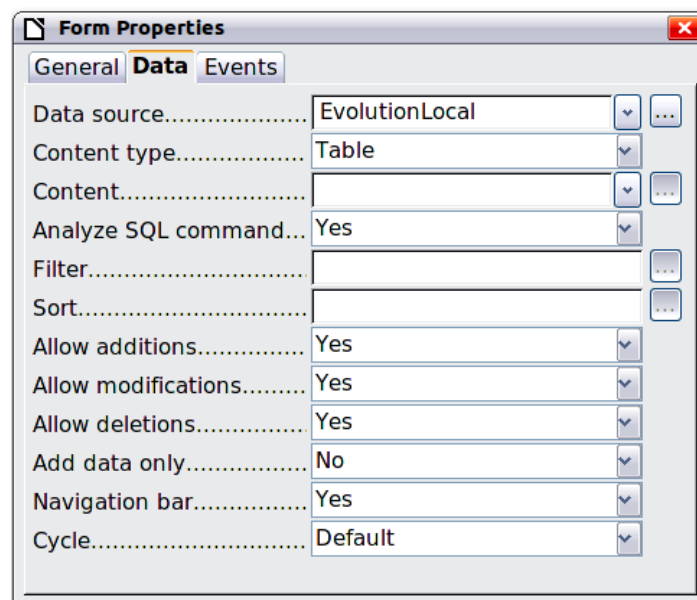 Form Properties
General Data Events
Data source..................... EvolutionLocal ...
Content type................... Table
Content............................ ...
Analyze SQL command... Yes
Filter................................ ...
Sort.................................. ...
Allow additions................ Yes
Allow modifications......... Yes
Allow deletions................ Yes
Add data only.................. No
Navigation bar................ Yes
Cycle................................ Default